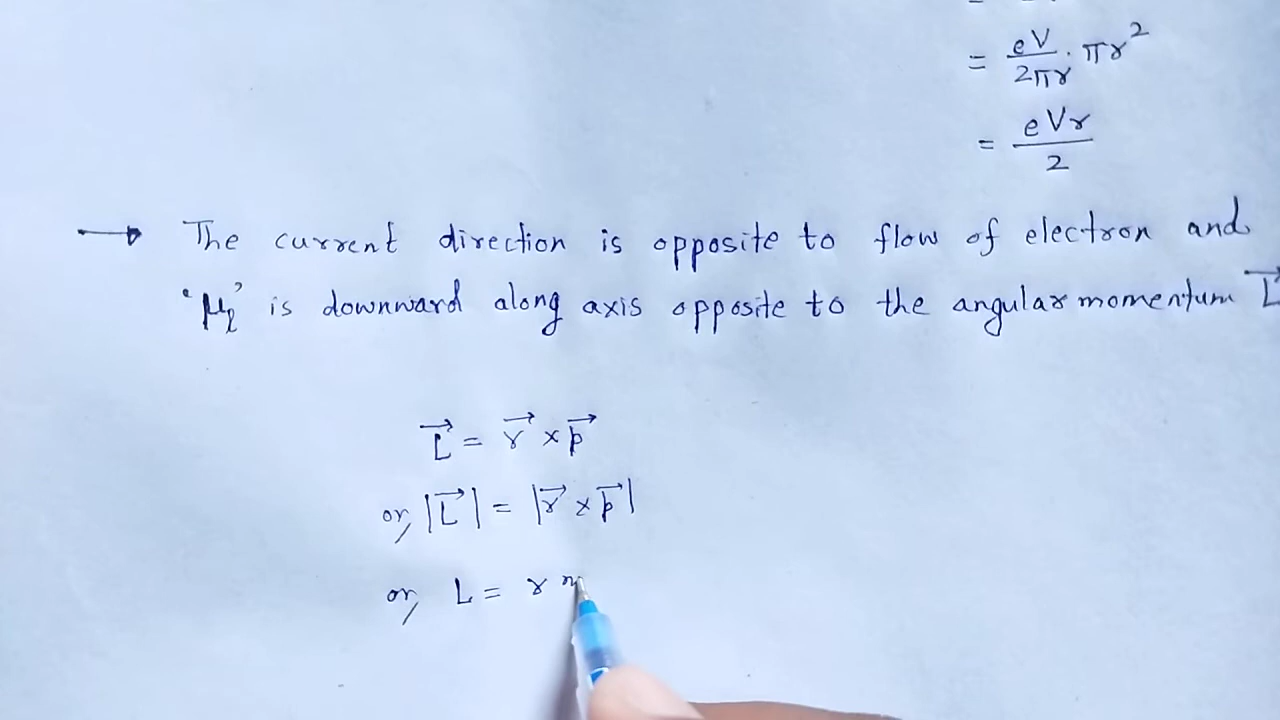 = eV/2πr · πr²
= eVr/2
→ The current direction is opposite to flow of electron and
'μₗ' is downward along axis opposite to the angular momentum L⃗
L⃗ = r⃗ × p⃗
or, |L⃗| = |r⃗ × p⃗|
or, L = r m